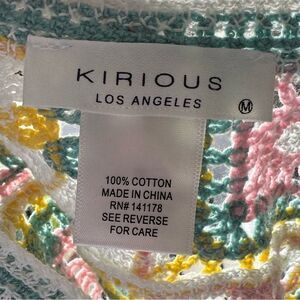 KIRIOUS
LOS ANGELES
M
100% COTTON
MADE IN CHINA
RN# 141178
SEE REVERSE
FOR CARE